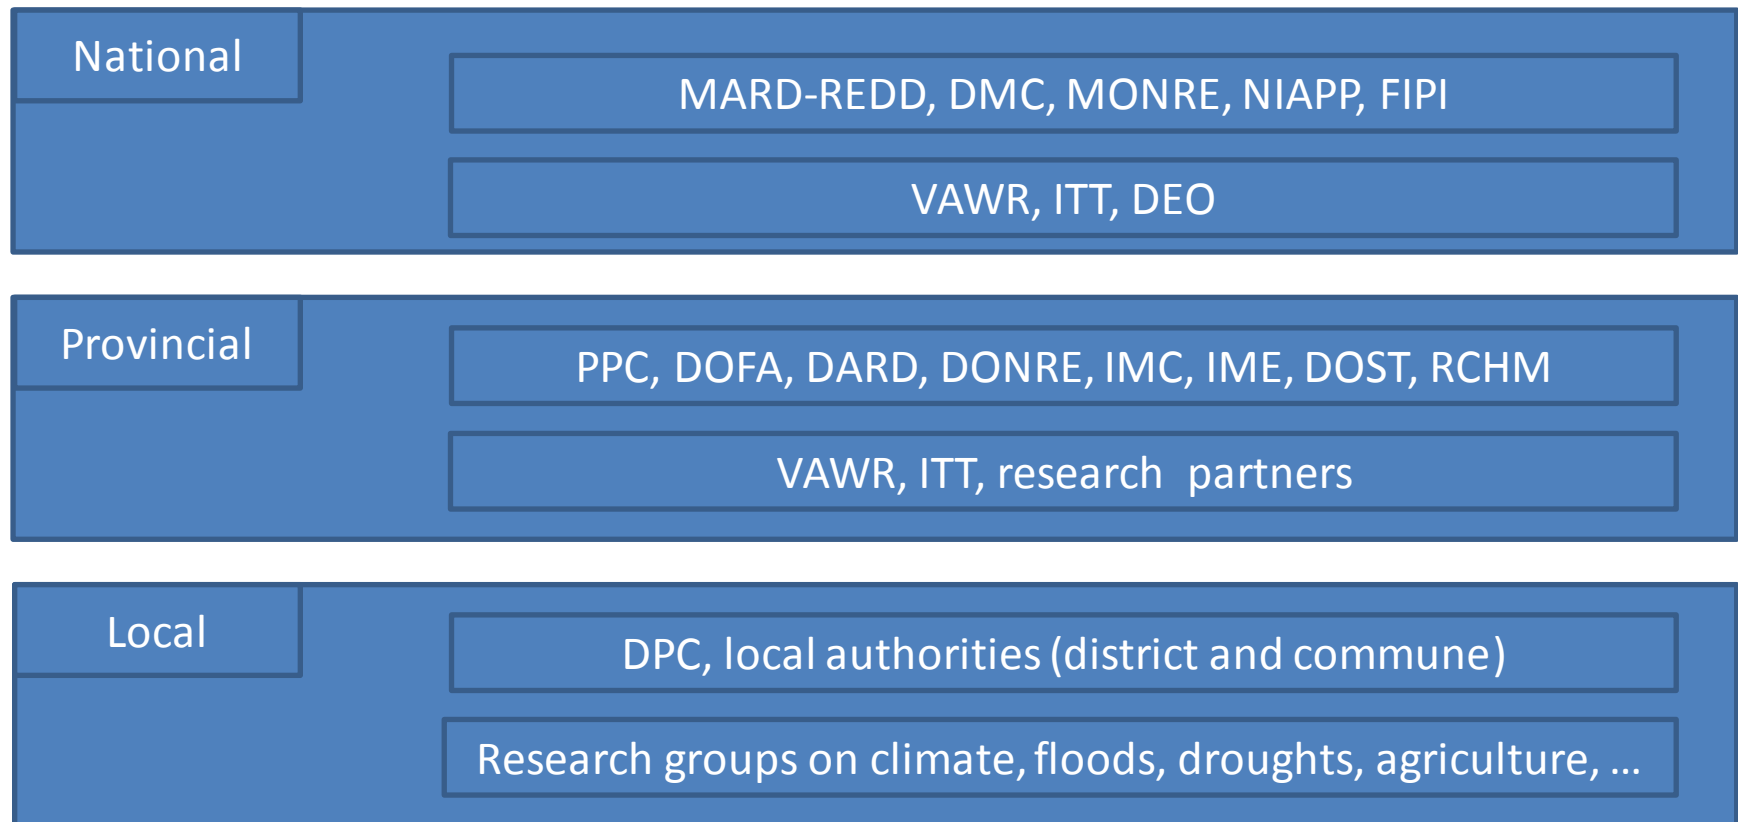 National
MARD-REDD, DMC, MONRE, NIAPP, FIPI
VAWR, ITT, DEO
Provincial
PPC, DOFA, DARD, DONRE, IMC, IME, DOST, RCHM
VAWR, ITT, research partners
Local
DPC, local authorities (district and commune)
Research groups on climate, floods, droughts, agriculture, ...